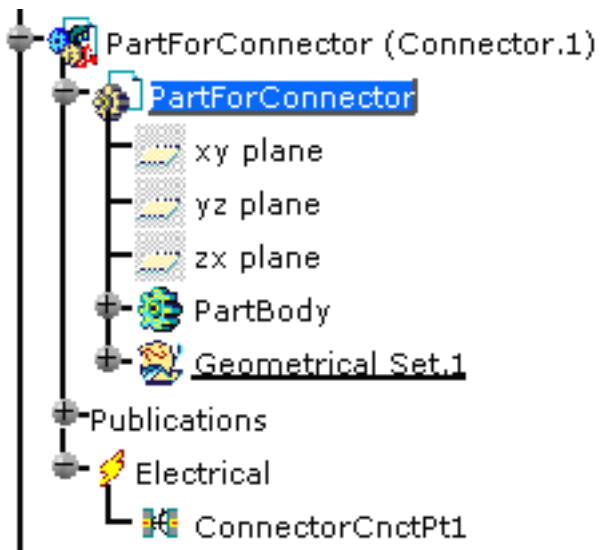 PartForConnector (Connector.1)
PartForConnector
xy plane
yz plane
zx plane
PartBody
Geometrical Set.1
Publications
Electrical
ConnectorCnctPt1